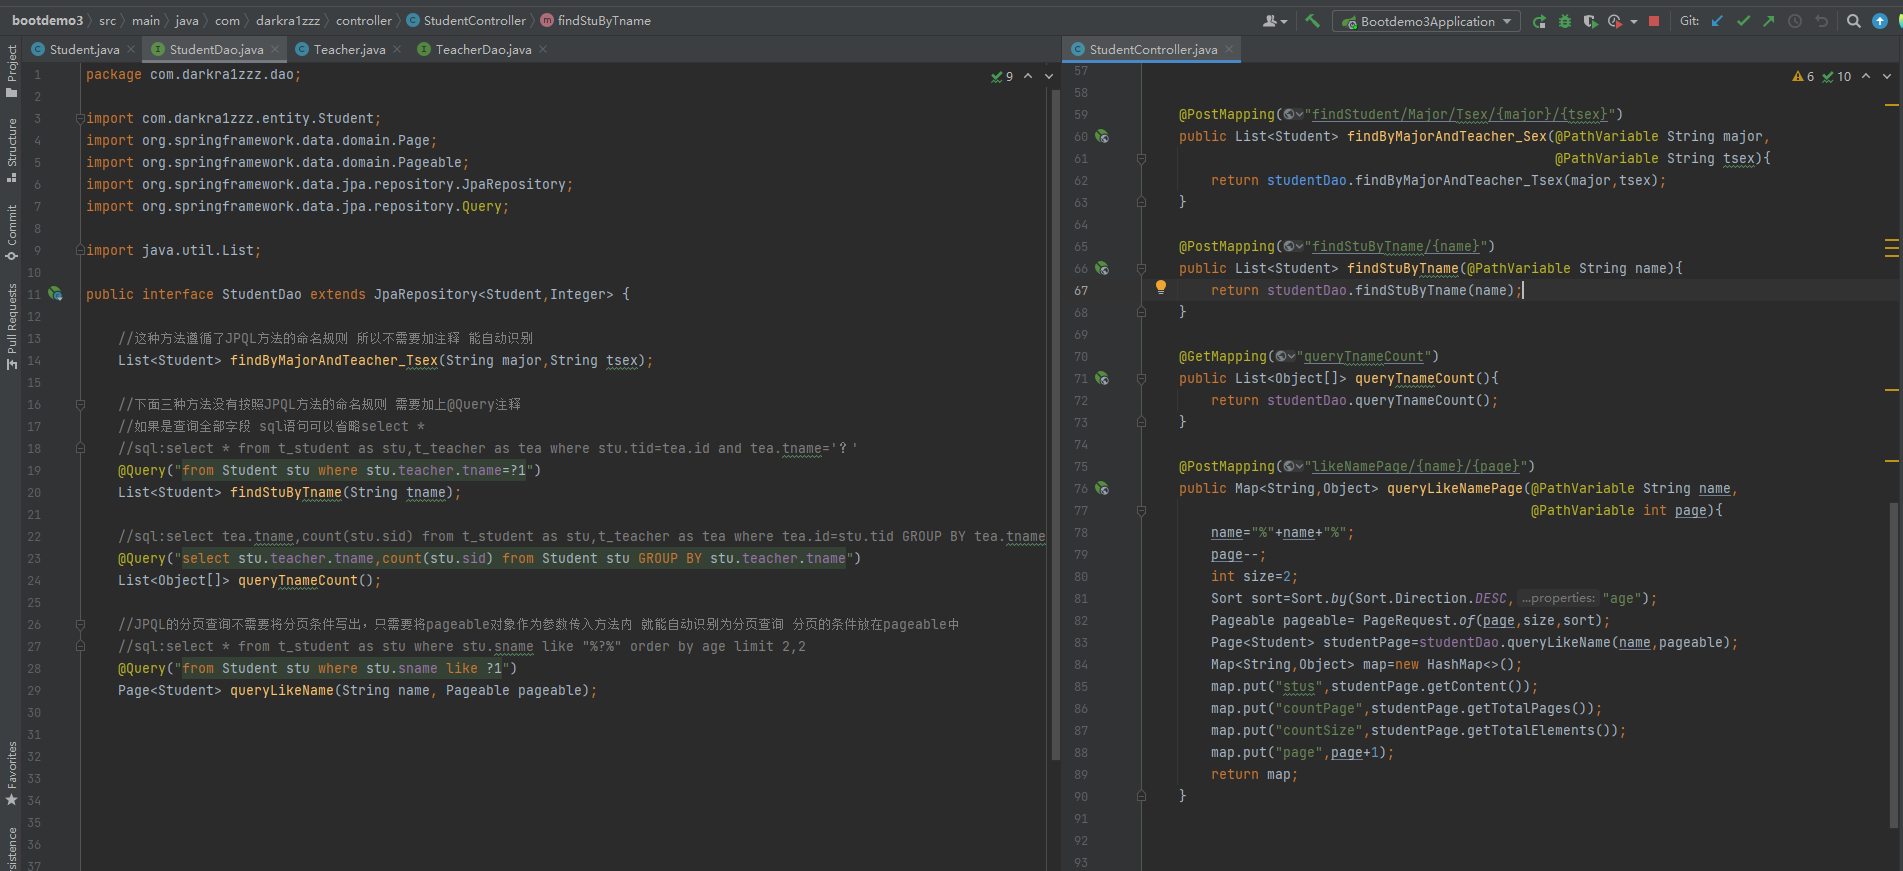 bootdemo3 src main java com darkra1zzz controller StudentController findStuByTname
Bootdemo3Application
Git:
Student.java
StudentDao.java
Teacher.java
TeacherDao.java
StudentController.java
Project
Structure
Commit
Pull Requests
Favorites
sistence
9
1 package com.darkra1zzz.dao;
2
3 import com.darkra1zzz.entity.Student;
4 import org.springframework.data.domain.Page;
5 import org.springframework.data.domain.Pageable;
6 import org.springframework.data.jpa.repository.JpaRepository;
7 import org.springframework.data.jpa.repository.Query;
8
9 import java.util.List;
10
11 public interface StudentDao extends JpaRepository<Student,Integer> {
12
13 //这种方法遵循了JPQL方法的命名规则 所以不需要加注释 能自动识别
14 List<Student> findByMajorAndTeacher_Tsex(String major,String tsex);
15
16 //下面三种方法没有按照JPQL方法的命名规则 需要加上@Query注释
17 //如果是查询全部字段 sql语句可以省略select *
18 //sql:select * from t_student as stu,t_teacher as tea where stu.tid=tea.id and tea.tname='？'
19 @Query("from Student stu where stu.teacher.tname=?1")
20 List<Student> findStuByTname(String tname);
21
22 //sql:select tea.tname,count(stu.sid) from t_student as stu,t_teacher as tea where tea.id=stu.tid GROUP BY tea.tname
23 @Query("select stu.teacher.tname,count(stu.sid) from Student stu GROUP BY stu.teacher.tname")
24 List<Object[]> queryTnameCount();
25
26 //JPQL的分页查询不需要将分页条件写出，只需要将pageable对象作为参数传入方法内 就能自动识别为分页查询 分页的条件放在pageable中
27 //sql:select * from t_student as stu where stu.sname like "%?%" order by age limit 2,2
28 @Query("from Student stu where stu.sname like ?1")
29 Page<Student> queryLikeName(String name, Pageable pageable);
30
31
32
33
34
35
36
37
6 10
57
58
59 @PostMapping("findStudent/Major/Tsex/{major}/{tsex}")
60 public List<Student> findByMajorAndTeacher_Sex(@PathVariable String major,
61 @PathVariable String tsex){
62 return studentDao.findByMajorAndTeacher_Tsex(major,tsex);
63 }
64
65 @PostMapping("findStuByTname/{name}")
66 public List<Student> findStuByTname(@PathVariable String name){
67 return studentDao.findStuByTname(name);
68 }
69
70 @GetMapping("queryTnameCount")
71 public List<Object[]> queryTnameCount(){
72 return studentDao.queryTnameCount();
73 }
74
75 @PostMapping("likeNamePage/{name}/{page}")
76 public Map<String,Object> queryLikeNamePage(@PathVariable String name,
77 @PathVariable int page){
78 name="%"+name+"%";
79 page--;
80 int size=2;
81 Sort sort=Sort.by(Sort.Direction.DESC, ...properties: "age");
82 Pageable pageable= PageRequest.of(page,size,sort);
83 Page<Student> studentPage=studentDao.queryLikeName(name,pageable);
84 Map<String,Object> map=new HashMap<>();
85 map.put("stus",studentPage.getContent());
86 map.put("countPage",studentPage.getTotalPages());
87 map.put("countSize",studentPage.getTotalElements());
88 map.put("page",page+1);
89 return map;
90 }
91
92
93